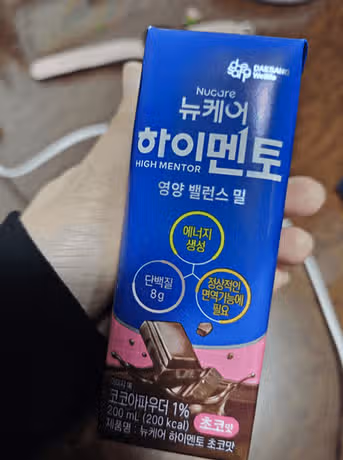 DAESANG
Wellife
Nucare
뉴케어
하이멘토
HIGH MENTOR
영양 밸런스 밀
에너지
생성
단백질
8g
정상적인
면역기능에
필요
코코아파우더 1%
200 mL (200 kcal)
초코맛
제품명 : 뉴케어 하이멘토 초코맛